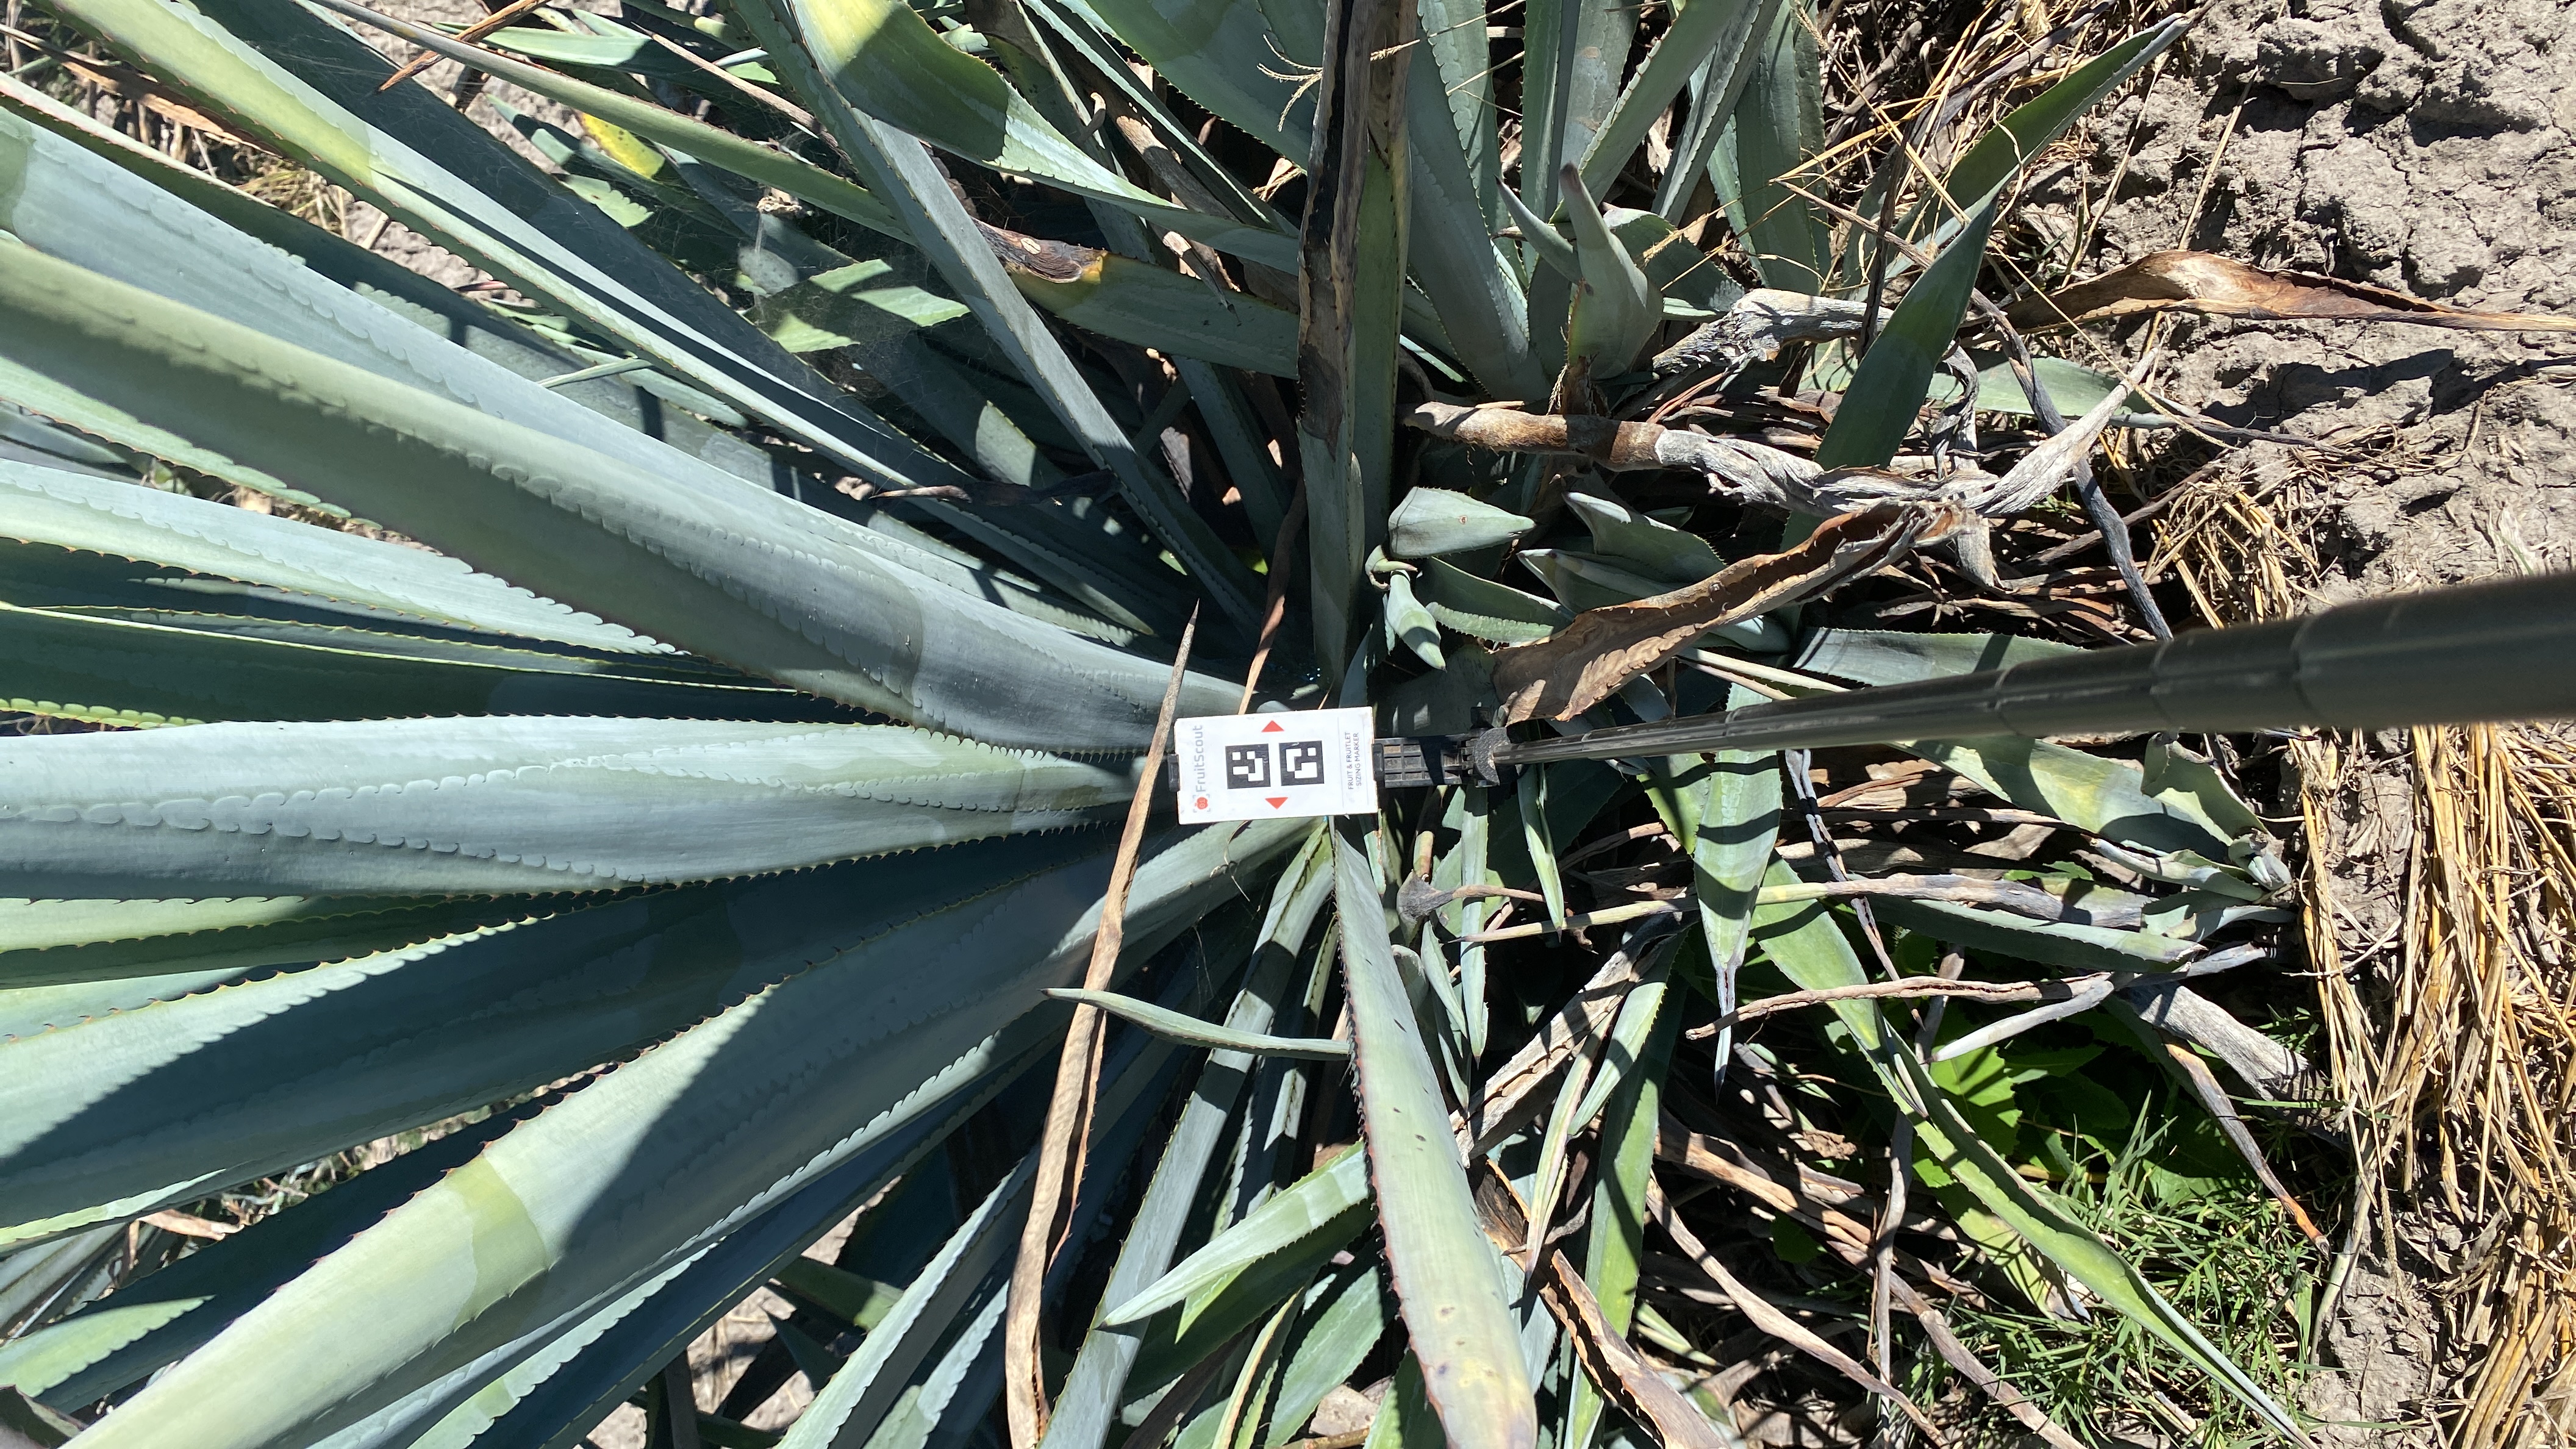 FruitScout
FRUIT & FRUITLET
SIZING MARKER